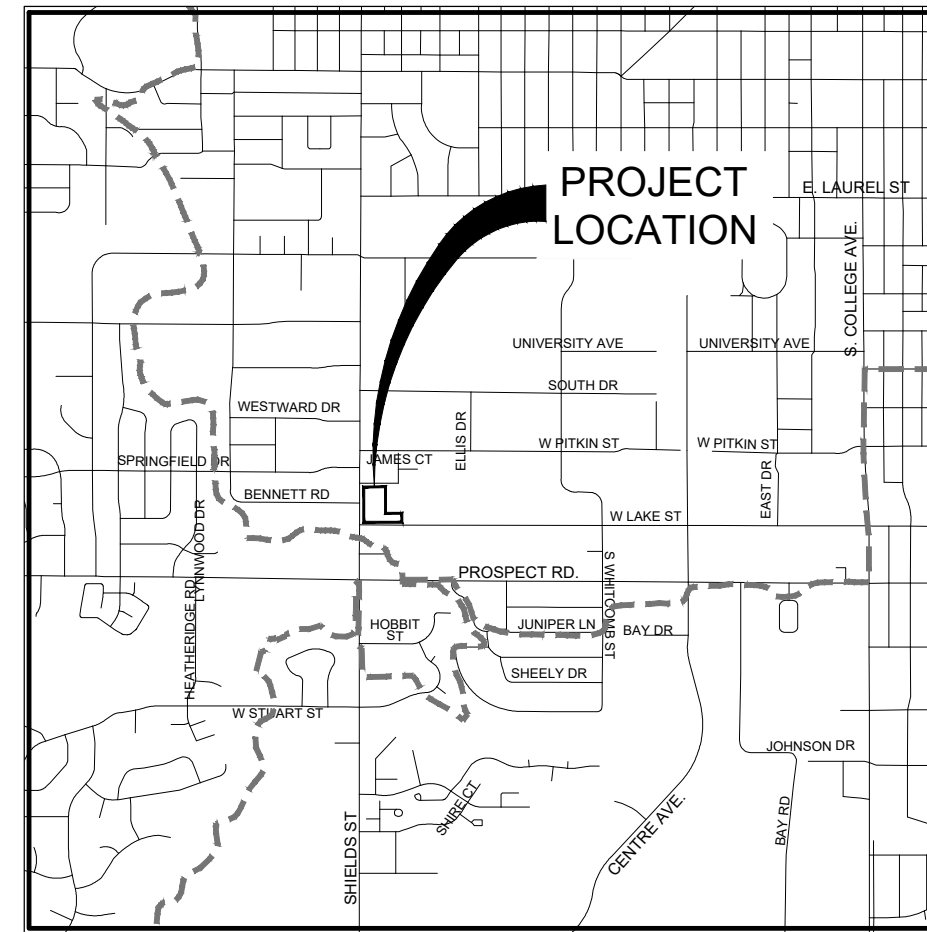 PROJECT
LOCATION
E. LAUREL ST
S. COLLEGE AVE.
UNIVERSITY AVE
UNIVERSITY AVE
SOUTH DR
WESTWARD DR
ELLIS DR
W PITKIN ST
W PITKIN ST
JAMES CT
SPRINGFIELD DR
EAST DR
BENNETT RD
W LAKE ST
LYNNWOOD DR
PROSPECT RD.
S WHITCOMB ST
HEATHERIDGE RD
HOBBIT
ST
JUNIPER LN
BAY DR
SHEELY DR
W STUART ST
JOHNSON DR
SHIRE CT
CENTRE AVE.
BAY RD
SHIELDS ST